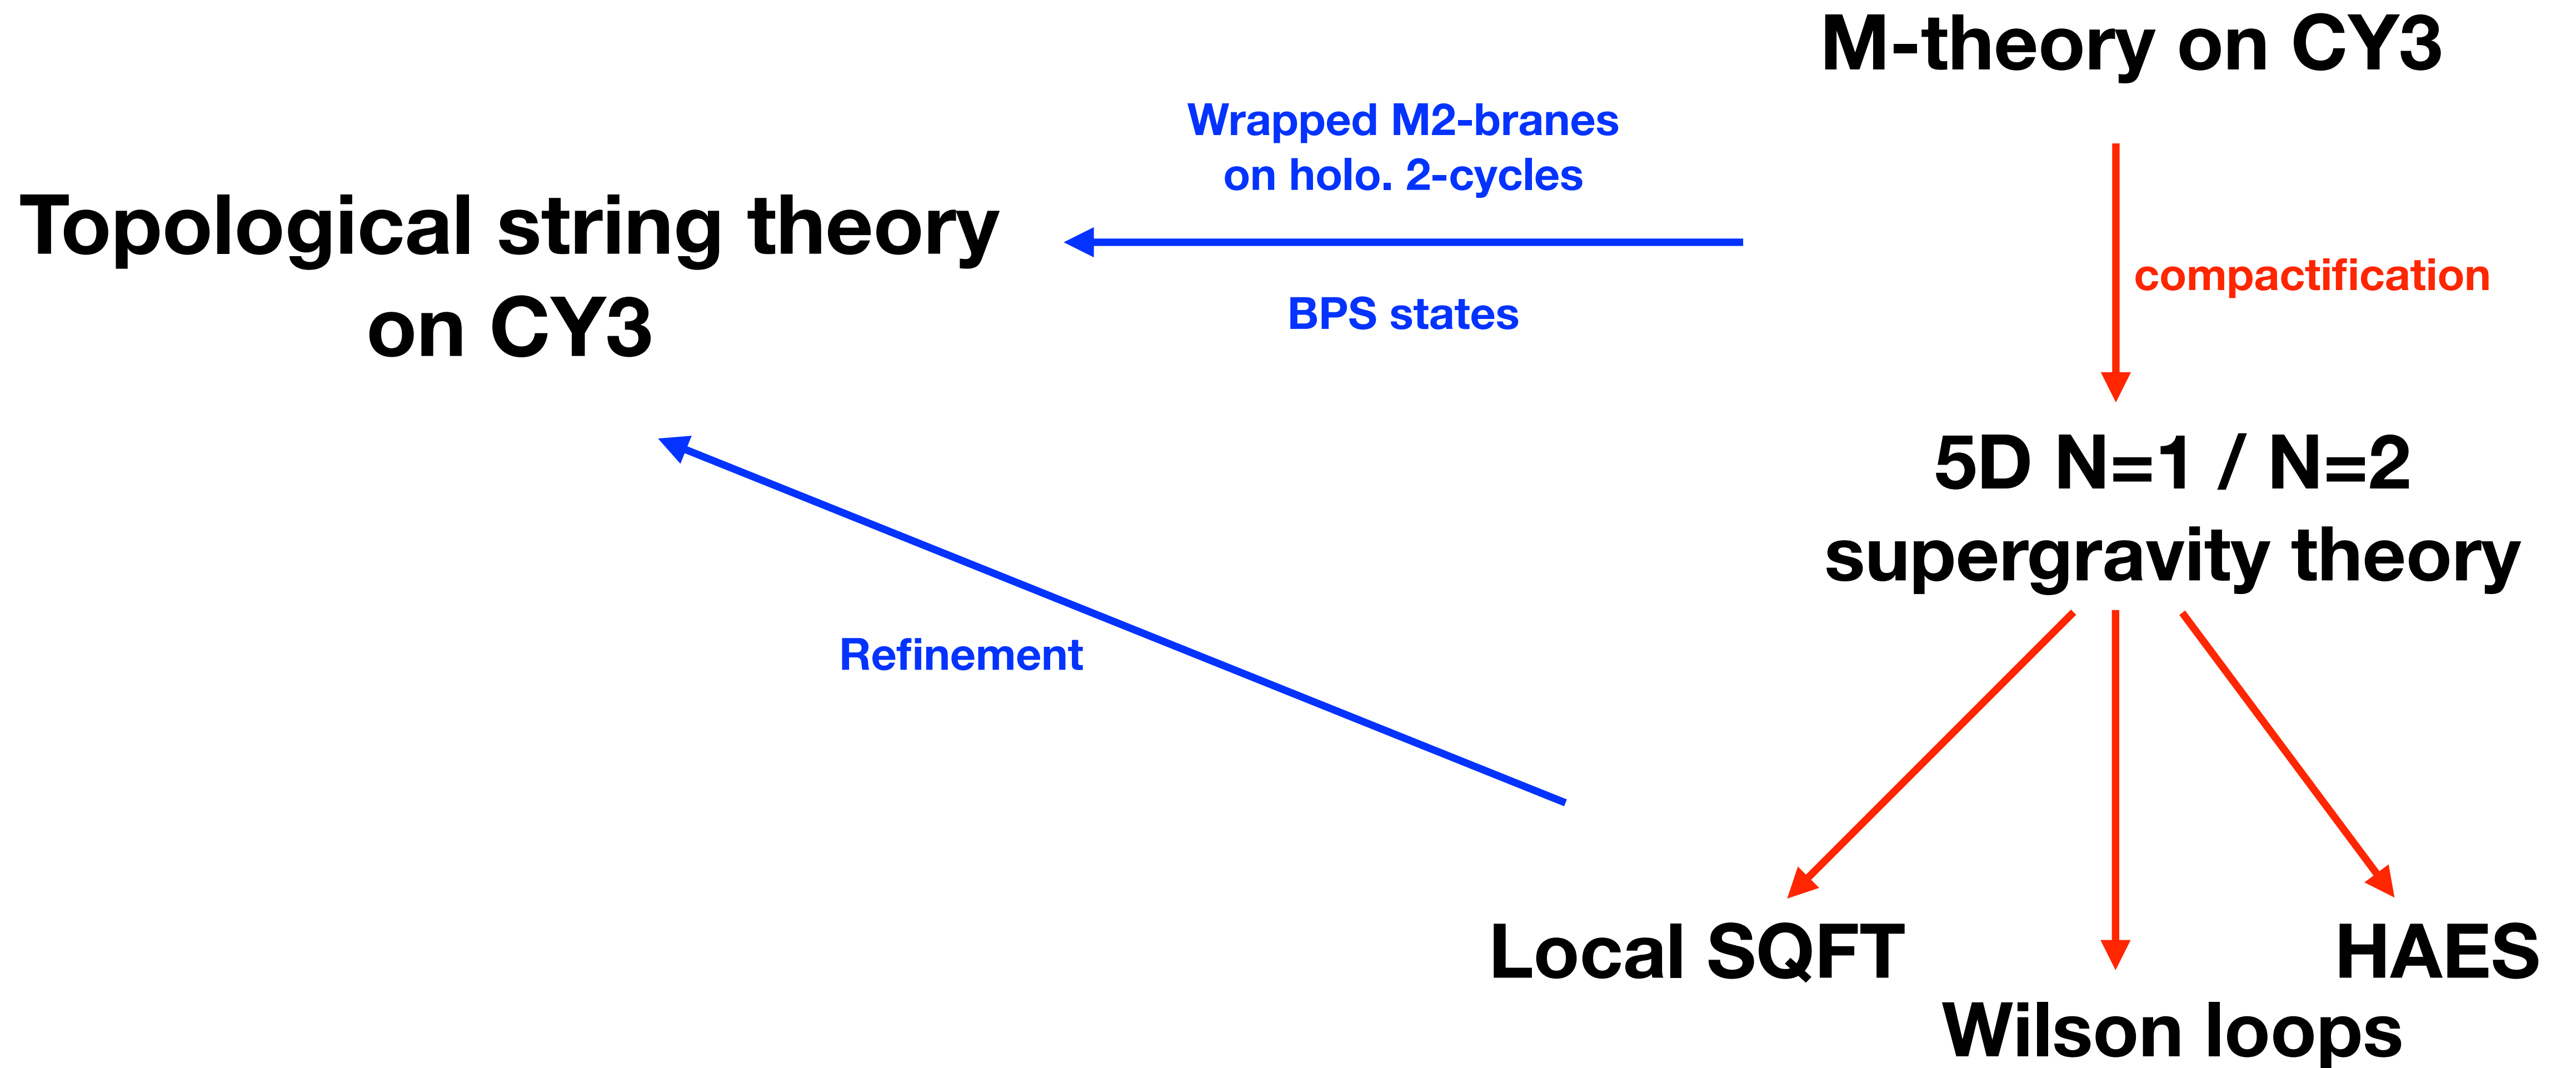 M-theory on CY3
Wrapped M2-branes
on holo. 2-cycles
Topological string theory
on CY3
BPS states
compactification
5D N=1 / N=2
supergravity theory
Refinement
Local SQFT
HAES
Wilson loops